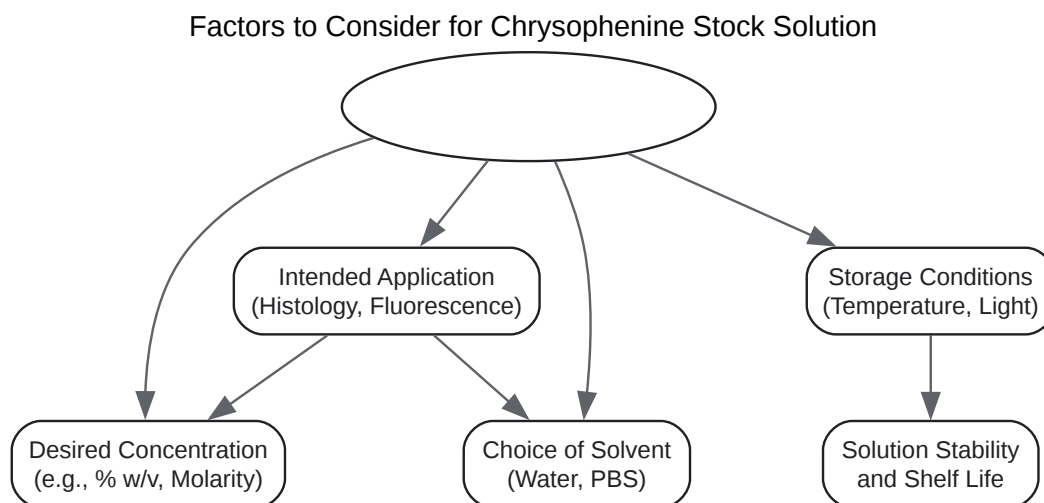 Factors to Consider for Chrysophenine Stock Solution
Intended Application
(Histology, Fluorescence)
Storage Conditions
(Temperature, Light)
Desired Concentration
(e.g., % w/v, Molarity)
Choice of Solvent
(Water, PBS)
Solution Stability
and Shelf Life